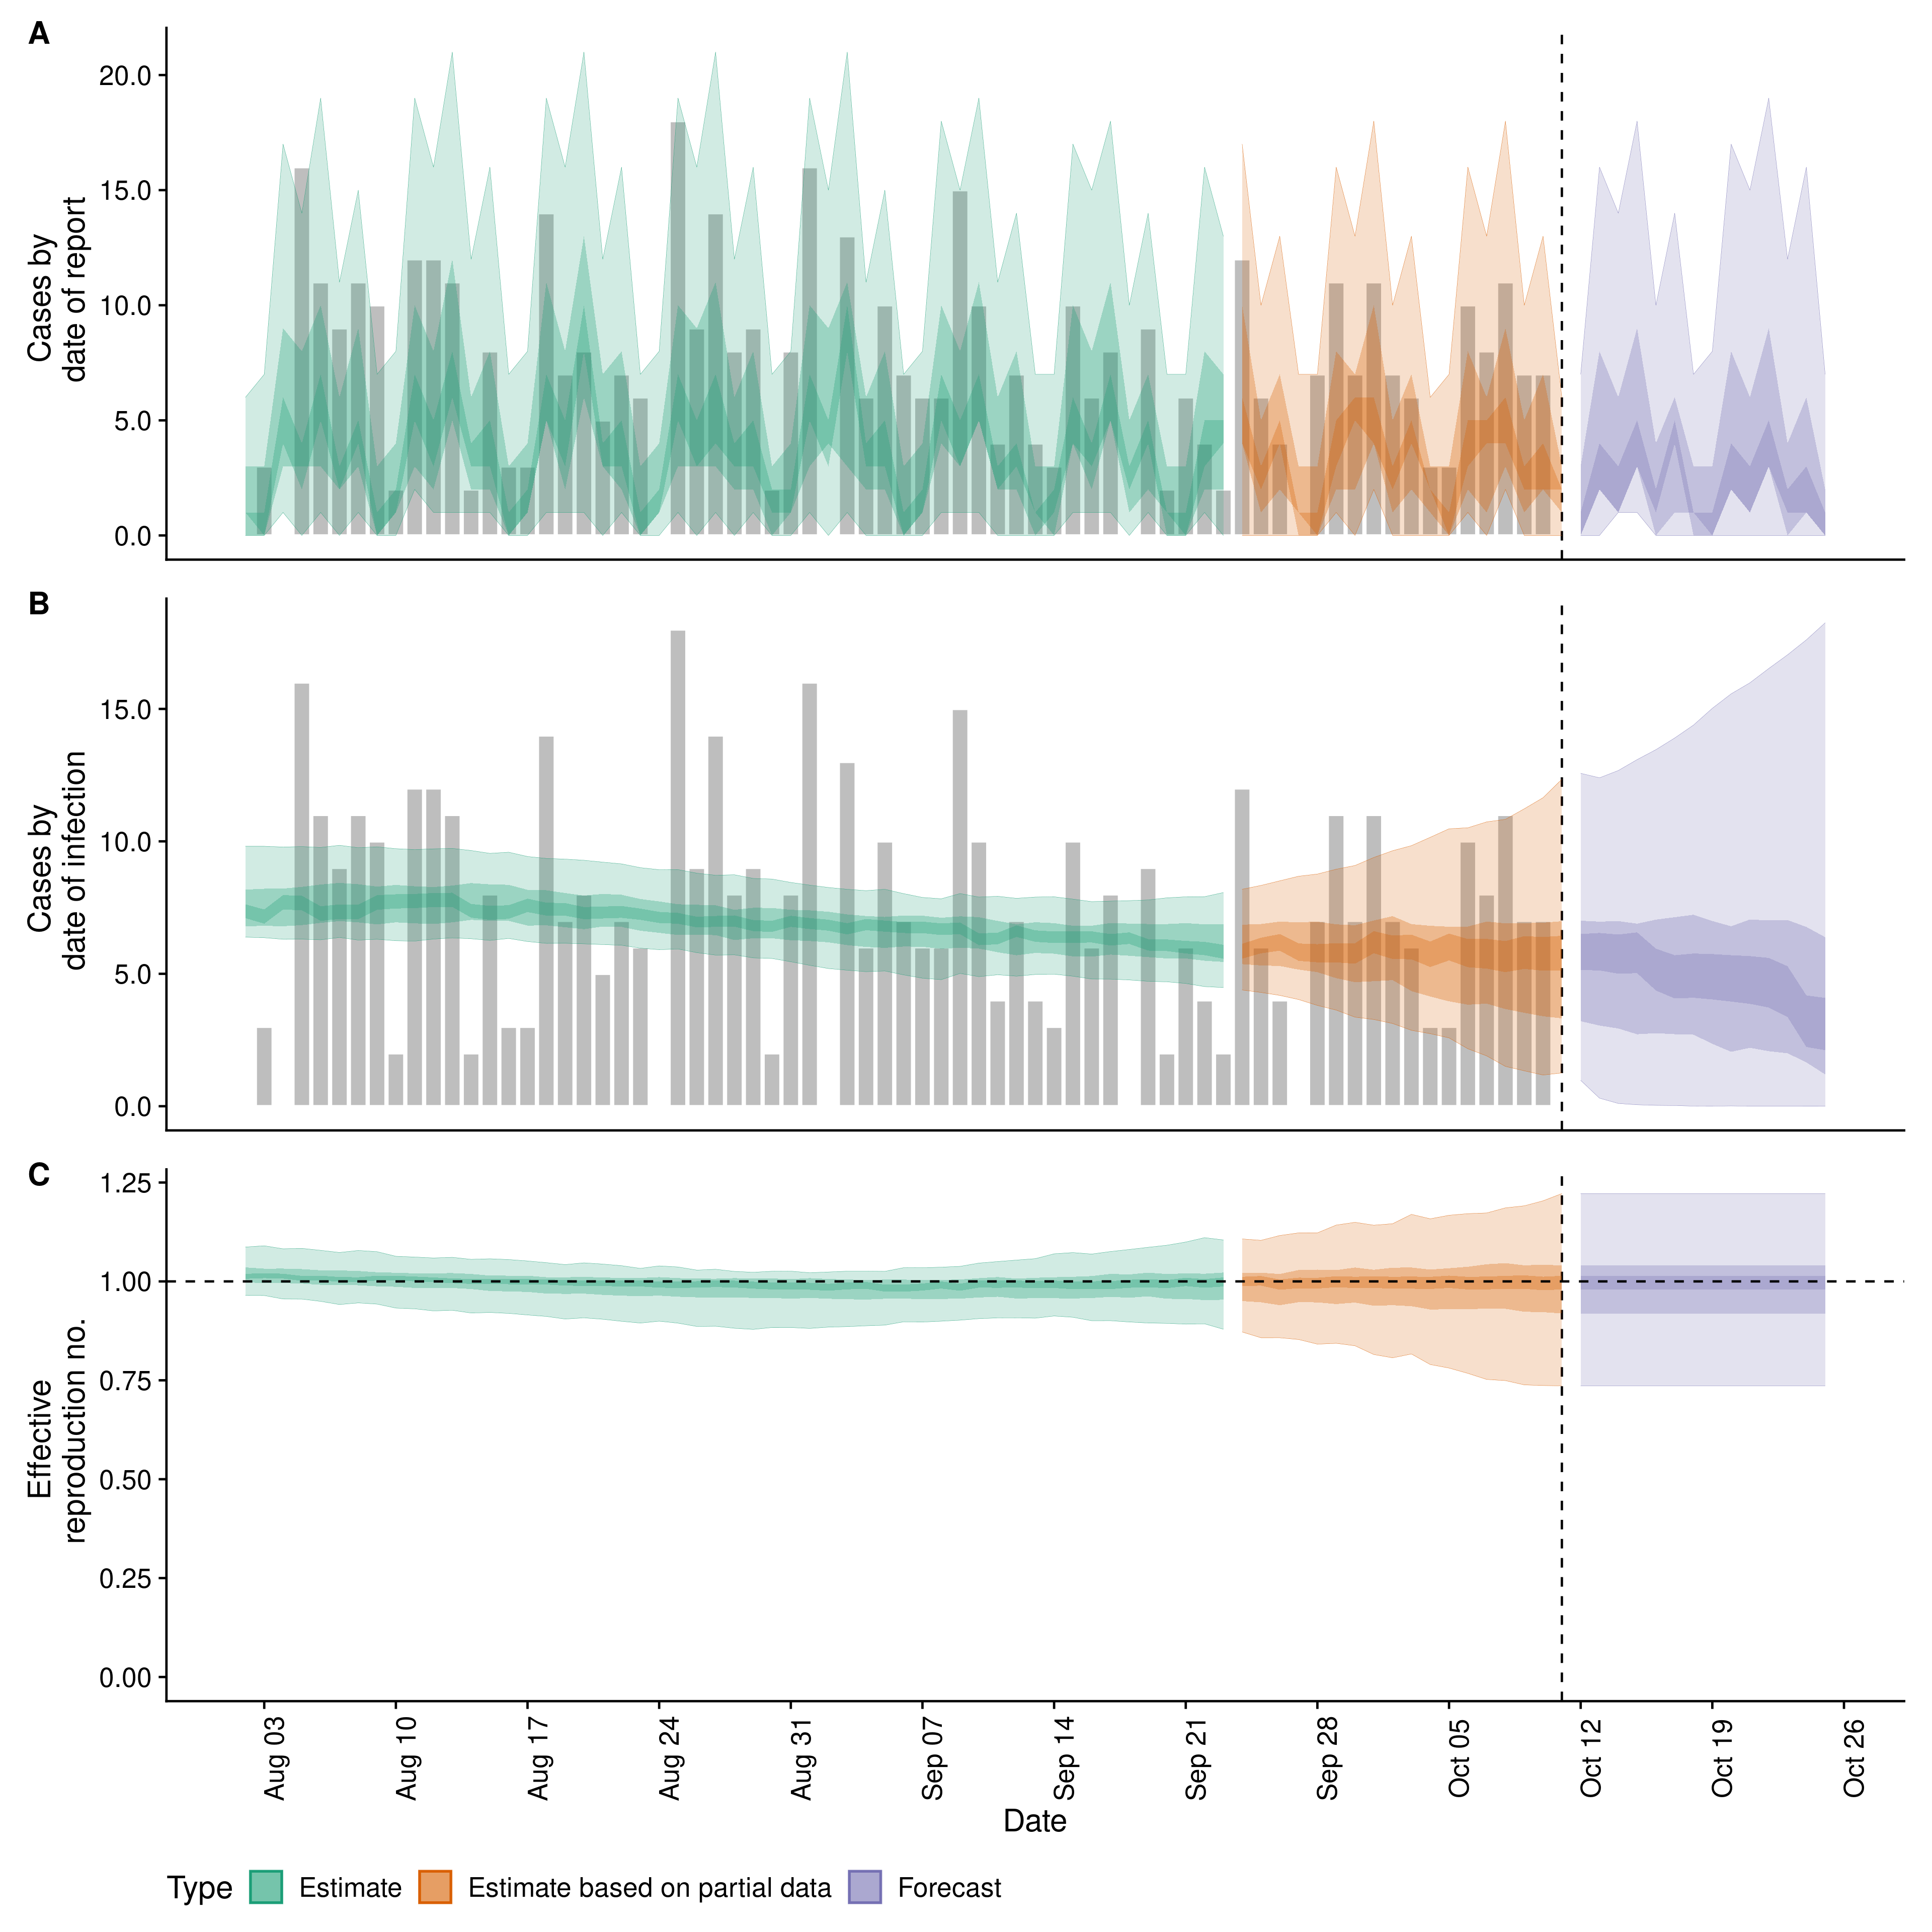 A
Cases by
date of report
20.0
15.0
10.0
5.0
0.0
B
Cases by
date of infection
15.0
10.0
5.0
0.0
C
Effective
reproduction no.
1.25
1.00
0.75
0.50
0.25
0.00
Aug 03
Aug 10
Aug 17
Aug 24
Aug 31
Sep 07
Sep 14
Sep 21
Sep 28
Oct 05
Oct 12
Oct 19
Oct 26
Date
Type Estimate Estimate based on partial data Forecast